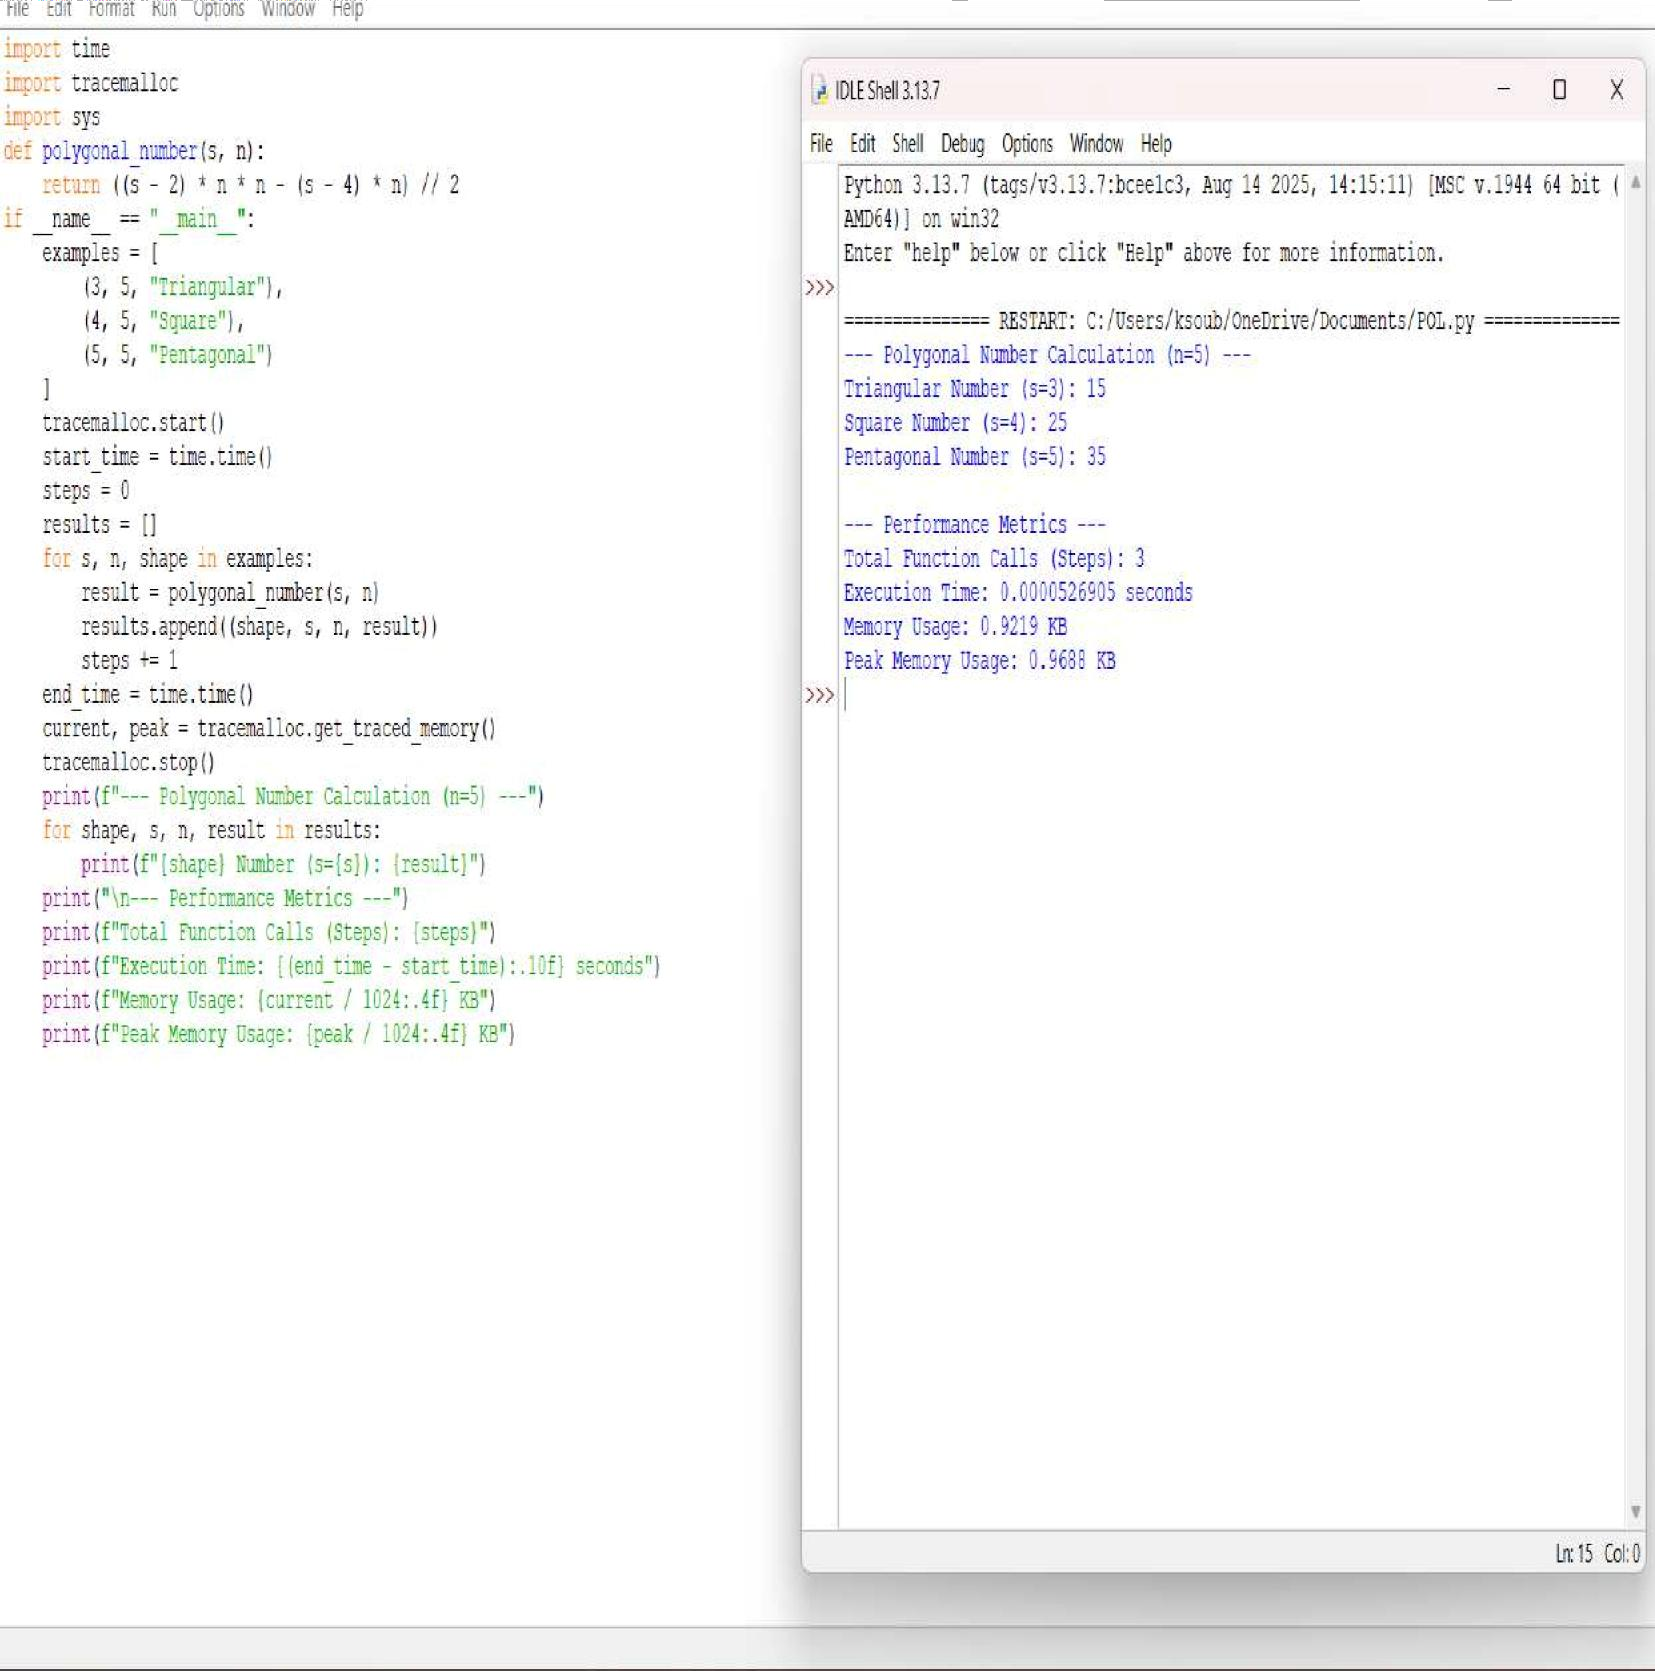 File Edit Format Run Options Window Help
import time
import tracemalloc
import sys
def polygonal_number(s, n):
    return ((s - 2) * n * n - (s - 4) * n) // 2
if __name__ == "__main__":
    examples = [
        (3, 5, "Triangular"),
        (4, 5, "Square"),
        (5, 5, "Pentagonal")
    ]
    tracemalloc.start()
    start_time = time.time()
    steps = 0
    results = []
    for s, n, shape in examples:
        result = polygonal_number(s, n)
        results.append((shape, s, n, result))
        steps += 1
    end_time = time.time()
    current, peak = tracemalloc.get_traced_memory()
    tracemalloc.stop()
    print(f"--- Polygonal Number Calculation (n=5) ---")
    for shape, s, n, result in results:
        print(f"{shape} Number (s={s}): {result}")
    print("\n--- Performance Metrics ---")
    print(f"Total Function Calls (Steps): {steps}")
    print(f"Execution Time: {(end_time - start_time):.10f} seconds")
    print(f"Memory Usage: {current / 1024:.4f} KB")
    print(f"Peak Memory Usage: {peak / 1024:.4f} KB")
IDLE Shell 3.13.7
File Edit Shell Debug Options Window Help
Python 3.13.7 (tags/v3.13.7:bcee1c3, Aug 14 2025, 14:15:11) [MSC v.1944 64 bit (
AMD64)] on win32
Enter "help" below or click "Help" above for more information.
>>>
=============== RESTART: C:/Users/ksoub/OneDrive/Documents/POL.py ==============
--- Polygonal Number Calculation (n=5) ---
Triangular Number (s=3): 15
Square Number (s=4): 25
Pentagonal Number (s=5): 35
--- Performance Metrics ---
Total Function Calls (Steps): 3
Execution Time: 0.0000526905 seconds
Memory Usage: 0.9219 KB
Peak Memory Usage: 0.9688 KB
>>>
Ln: 15 Col: 0